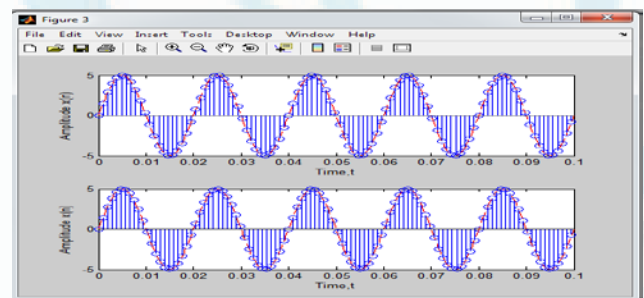 Figure 3
File Edit View Insert Tools Desktop Window Help
5
0
-5
Amplitude x(t)
0 0.01 0.02 0.03 0.04 0.05 0.06 0.07 0.08 0.09 0.1
Time,t
5
0
-5
Amplitude x(t)
0 0.01 0.02 0.03 0.04 0.05 0.06 0.07 0.08 0.09 0.1
Time,t